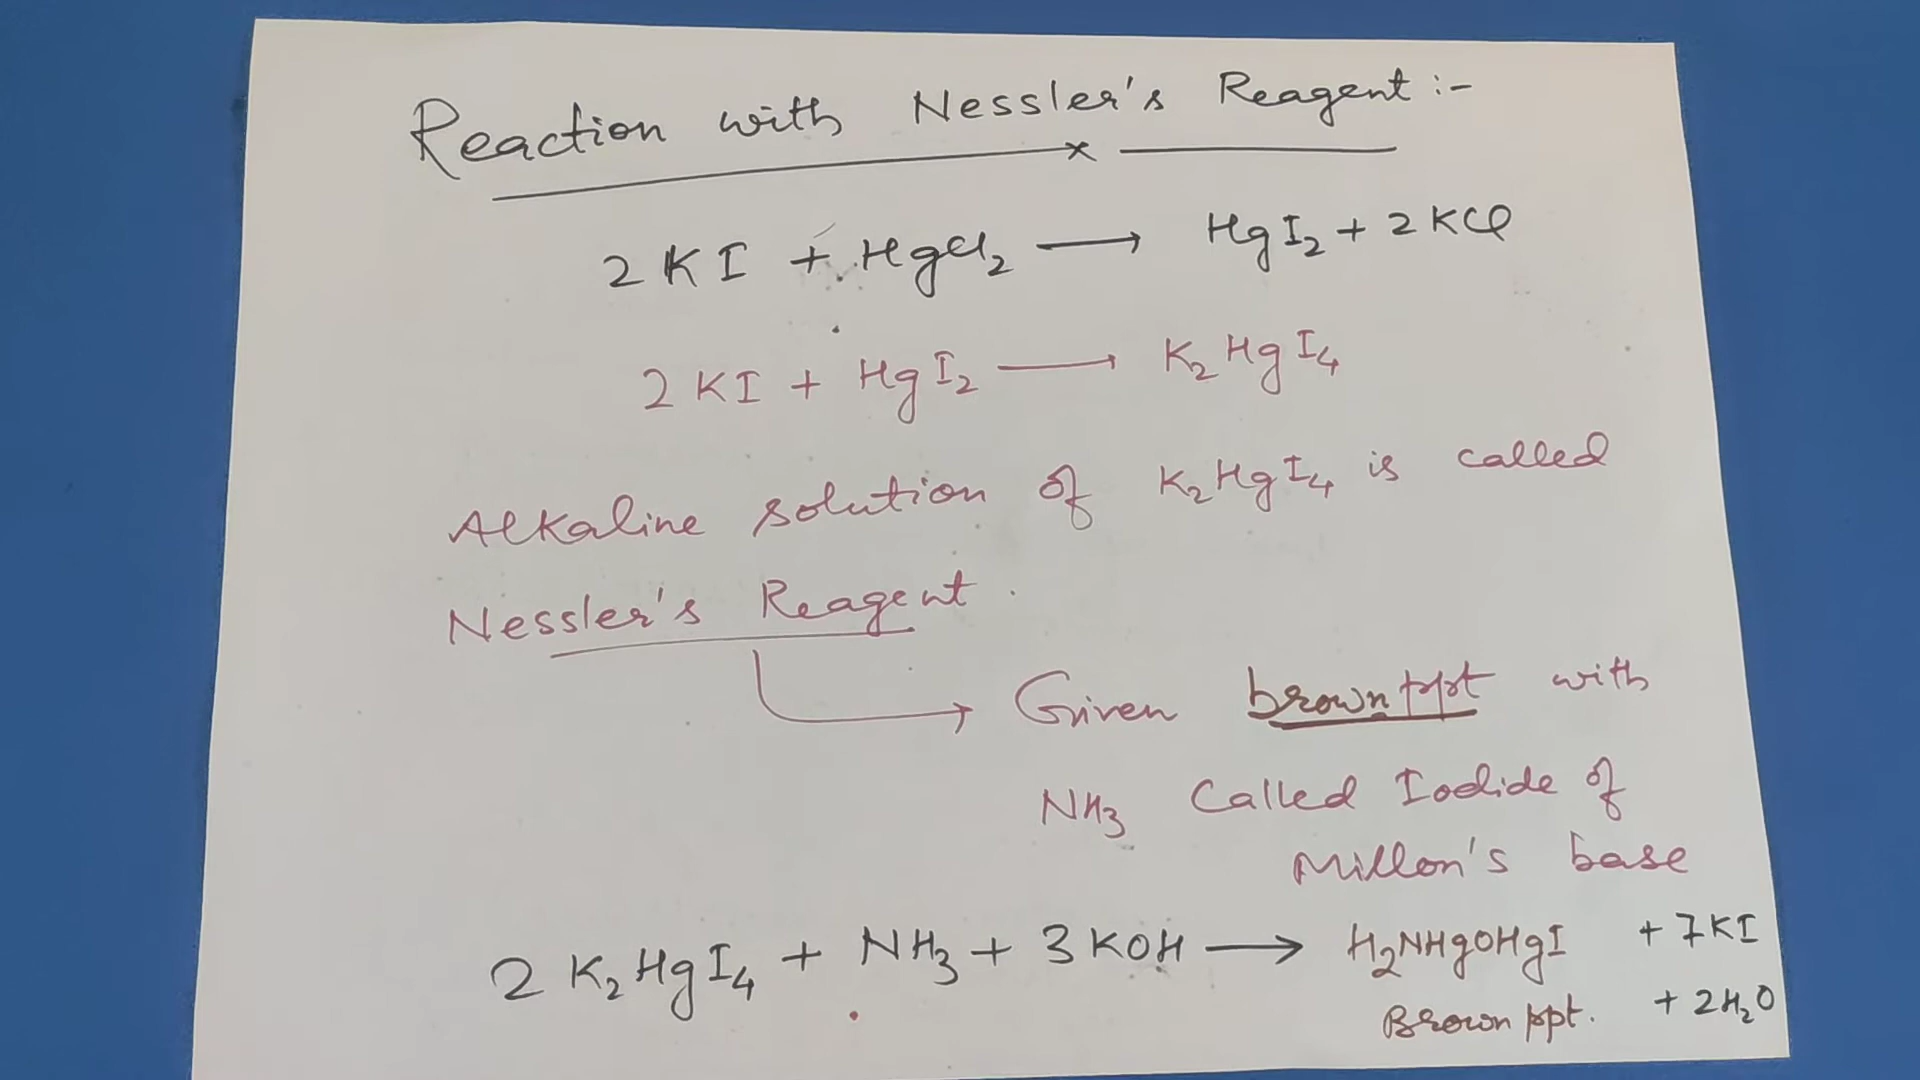 Reaction with Nessler's Reagent :-
2KI + HgCl2 → HgI2 + 2KCl
2KI + HgI2 → K2HgI4
Alkaline solution of K2HgI4 is called
Nessler's Reagent.
→ Given brown ppt with
NH3 Called Iodide of
Millon's base
2K2HgI4 + NH3 + 3KOH → H2NHgOHgI + 7KI
Brown ppt. + 2H2O